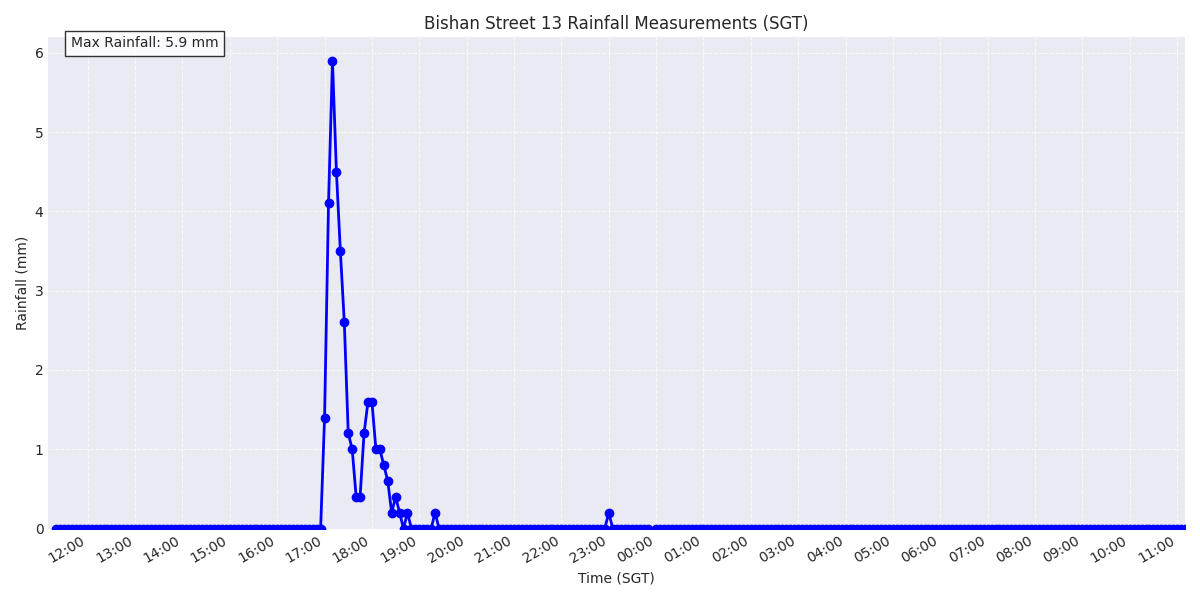 Bishan Street 13 Rainfall Measurements (SGT)
Max Rainfall: 5.9 mm
Rainfall (mm)
6
5
4
3
2
1
0
12:00 13:00 14:00 15:00 16:00 17:00 18:00 19:00 20:00 21:00 22:00 23:00 00:00 01:00 02:00 03:00 04:00 05:00 06:00 07:00 08:00 09:00 10:00 11:00
Time (SGT)